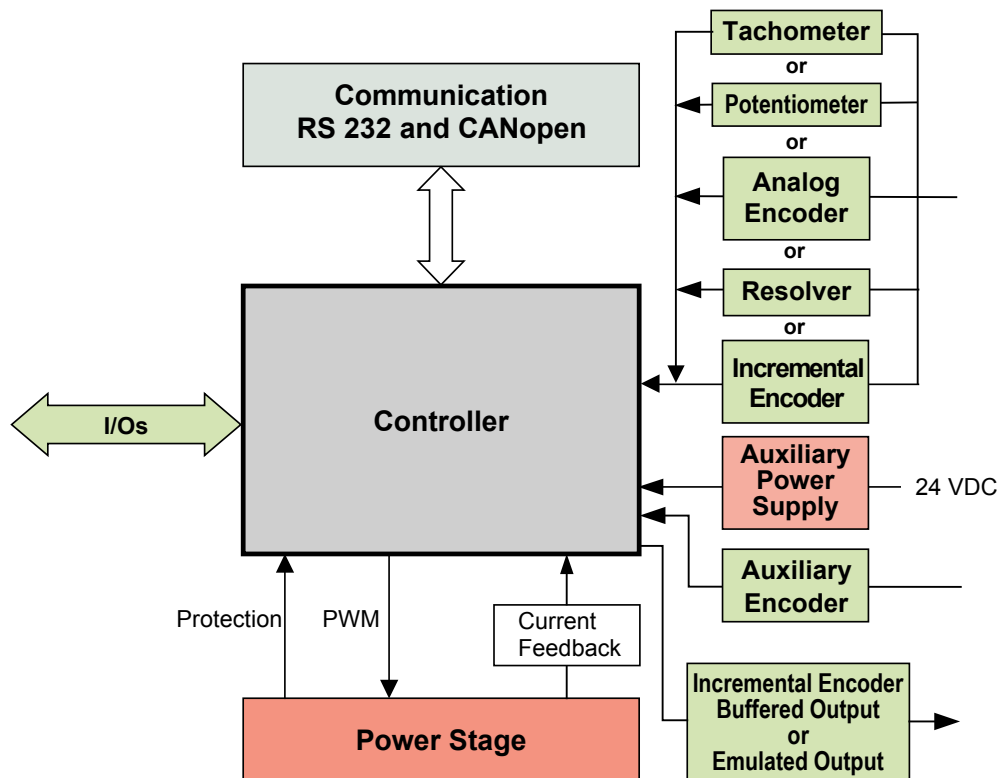 Tachometer
or
Potentiometer
or
Analog
Encoder
or
Resolver
or
Incremental
Encoder
Communication
RS 232 and CANopen
Controller
I/Os
Auxiliary
Power
Supply
24 VDC
Auxiliary
Encoder
Protection
PWM
Current
Feedback
Power Stage
Incremental Encoder
Buffered Output
or
Emulated Output